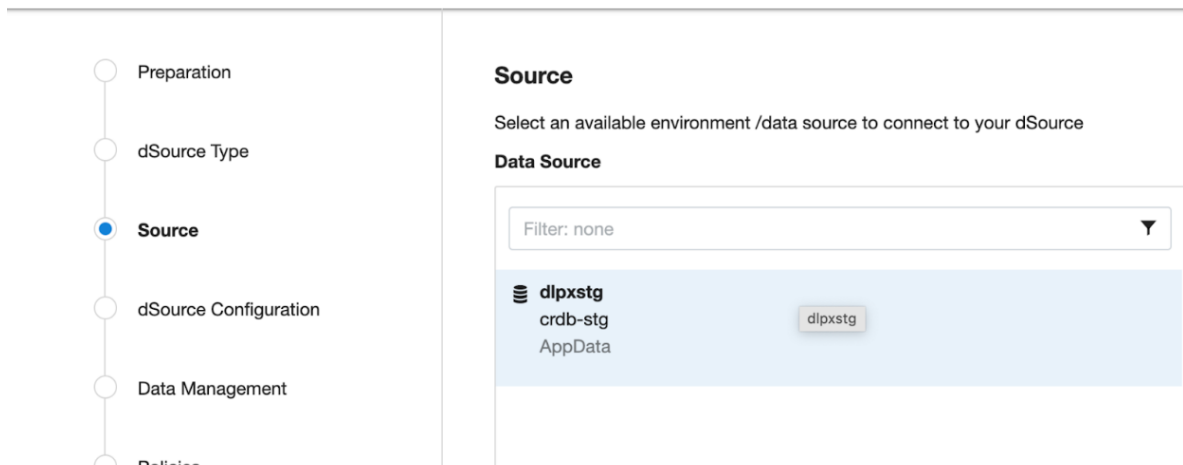 Preparation
dSource Type
Source
dSource Configuration
Data Management
Policies
Source
Select an available environment /data source to connect to your dSource
Data Source
Filter: none
dlpxstg
crdb-stg
AppData
dlpxstg